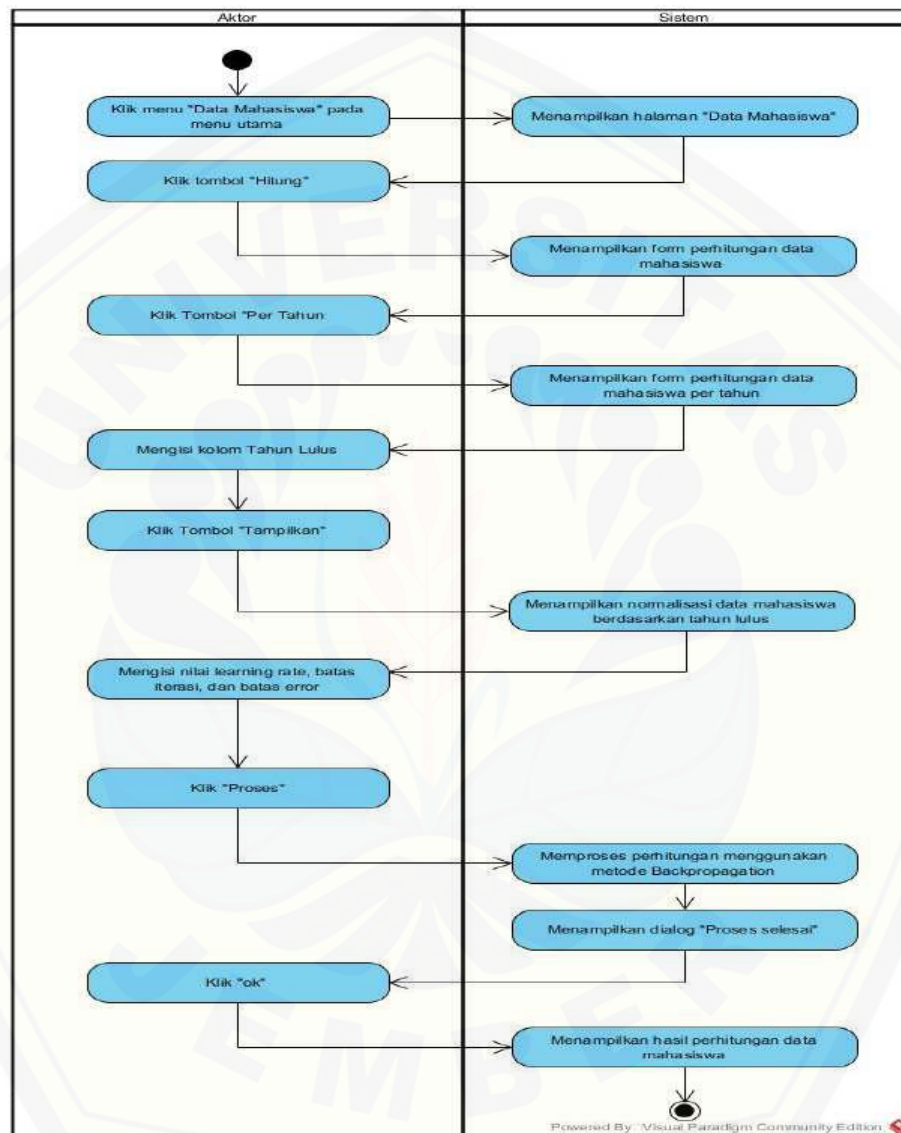 Aktor
Sistem
Klik menu "Data Mahasiswa" pada
menu utama
Menampilkan halaman "Data Mahasiswa"
Klik tombol "Hitung"
Menampilkan form perhitungan data
mahasiswa
Klik Tombol "Per Tahun
Menampilkan form perhitungan data
mahasiswa per tahun
Mengisi kolom Tahun Lulus
Klik Tombol "Tampilkan"
Menampilkan normalisasi data mahasiswa
berdasarkan tahun lulus
Mengisi nilai learning rate, batas
iterasi, dan batas error
Klik "Proses"
Memproses perhitungan menggunakan
metode Backpropagation
Menampilkan dialog "Proses selesai"
Klik "ok"
Menampilkan hasil perhitungan data
mahasiswa
Powered By Visual Paradigm Community Edition
UNIVERSITAS
JEMBER